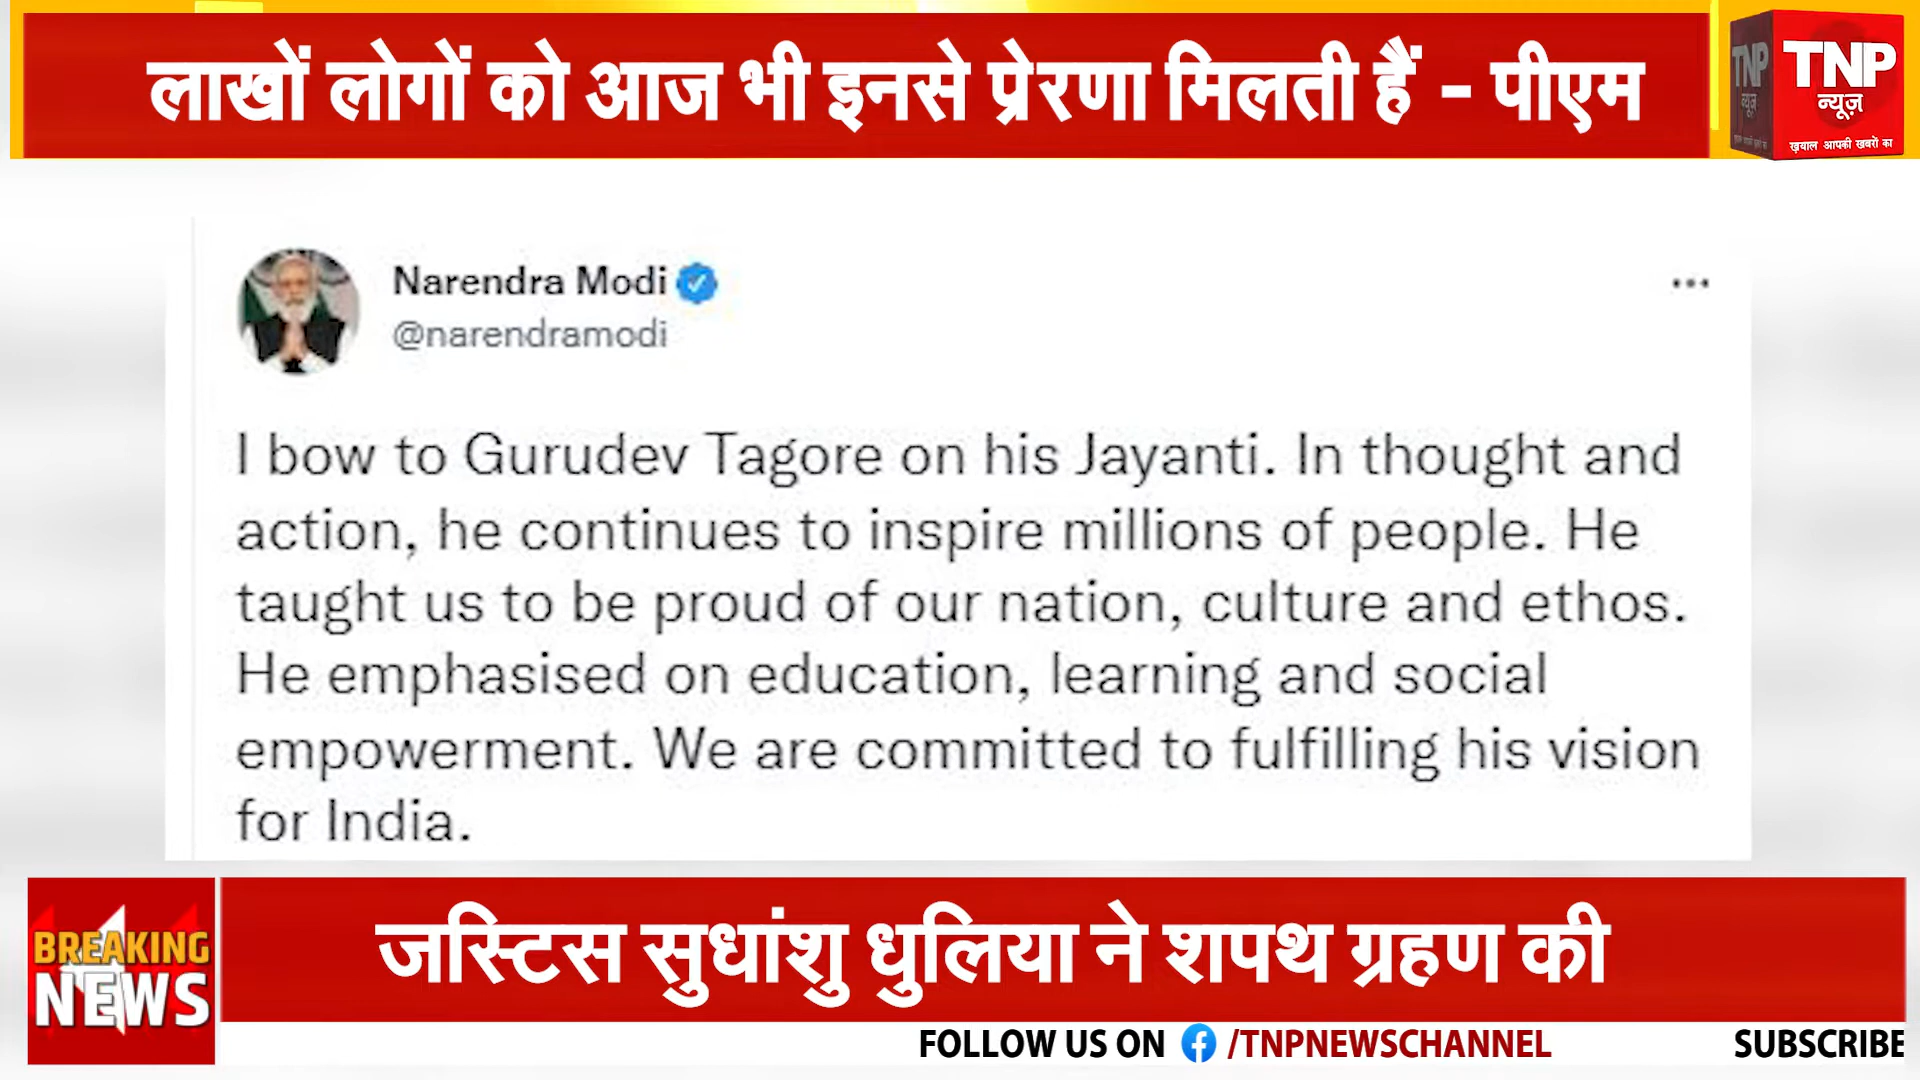 लाखों लोगों को आज भी इनसे प्रेरणा मिलती हैं - पीएम
TNP
न्यूज़
TNP
न्यूज़
ख़याल आपकी खबरों का
Narendra Modi
@narendramodi
I bow to Gurudev Tagore on his Jayanti. In thought and
action, he continues to inspire millions of people. He
taught us to be proud of our nation, culture and ethos.
He emphasised on education, learning and social
empowerment. We are committed to fulfilling his vision
for India.
BREAKING
NEWS
जस्टिस सुधांशु धुलिया ने शपथ ग्रहण की
FOLLOW US ON /TNPNEWSCHANNEL
SUBSCRIBE